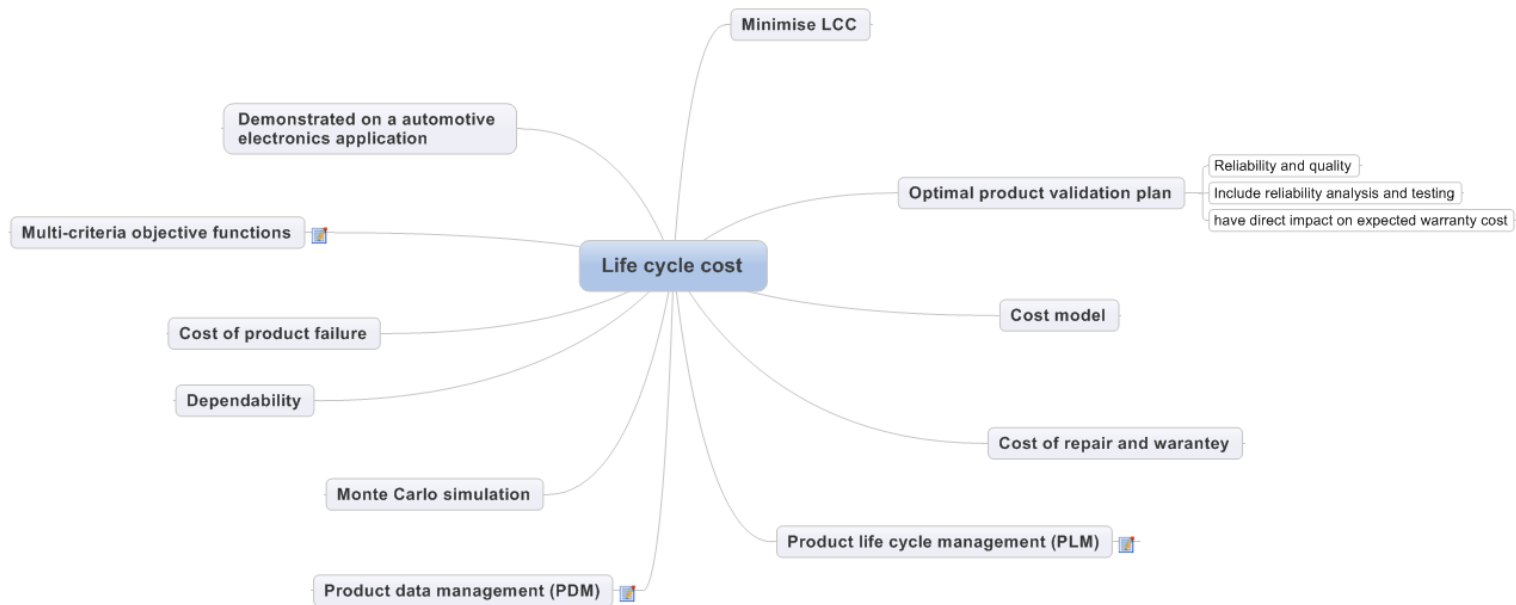 Minimise LCC
Demonstrated on a automotive
electronics application
Reliability and quality
Optimal product validation plan
Include reliability analysis and testing
have direct impact on expected warranty cost
Multi-criteria objective functions
Life cycle cost
Cost model
Cost of product failure
Dependability
Cost of repair and warantey
Monte Carlo simulation
Product life cycle management (PLM)
Product data management (PDM)